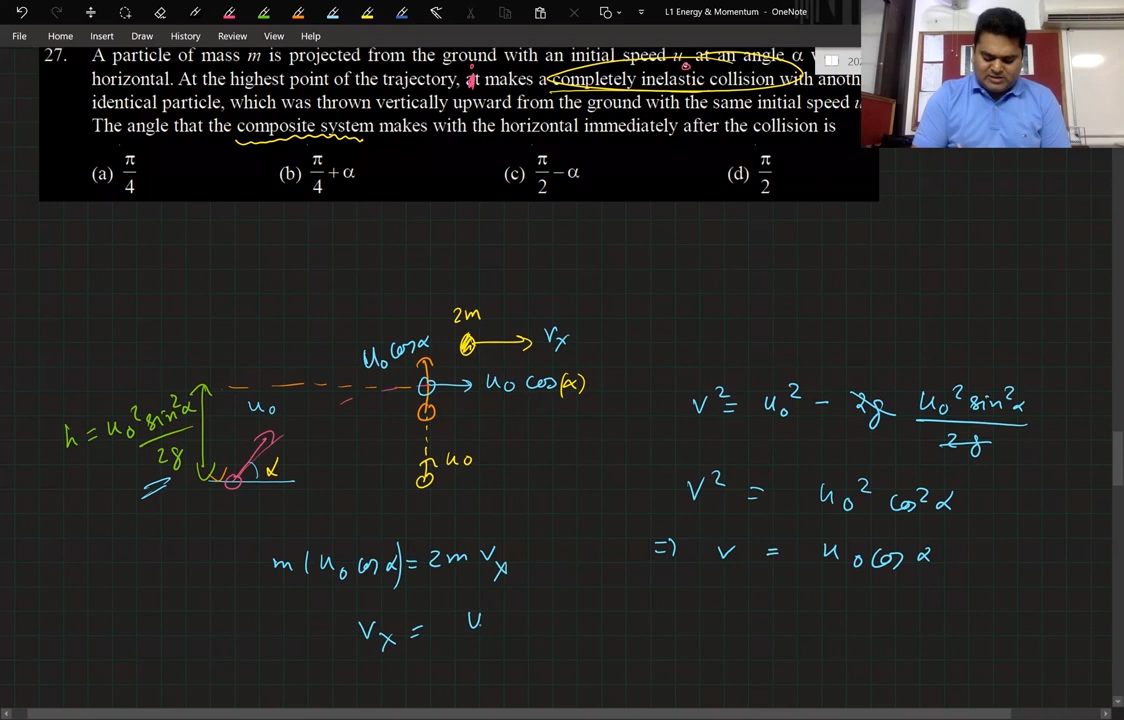 L1 Energy & Momentum - OneNote
File Home Insert Draw History Review View Help
27. A particle of mass m is projected from the ground with an initial speed u₀ at an angle α
horizontal. At the highest point of the trajectory, it makes a completely inelastic collision with anoth
identical particle, which was thrown vertically upward from the ground with the same initial speed u
The angle that the composite system makes with the horizontal immediately after the collision is
(a) π/4 (b) π/4 + α (c) π/2 − α (d) π/2
2m
u₀ cosα
Vx
u₀ cos(α)
h = u₀² sin²α / 2g
u₀
α
u₀
m(u₀ cos α) = 2m Vx
Vx = u
V² = u₀² − 2g u₀² sin²α / 2g
V² = u₀² cos² α
⇒ v = u₀ cos α